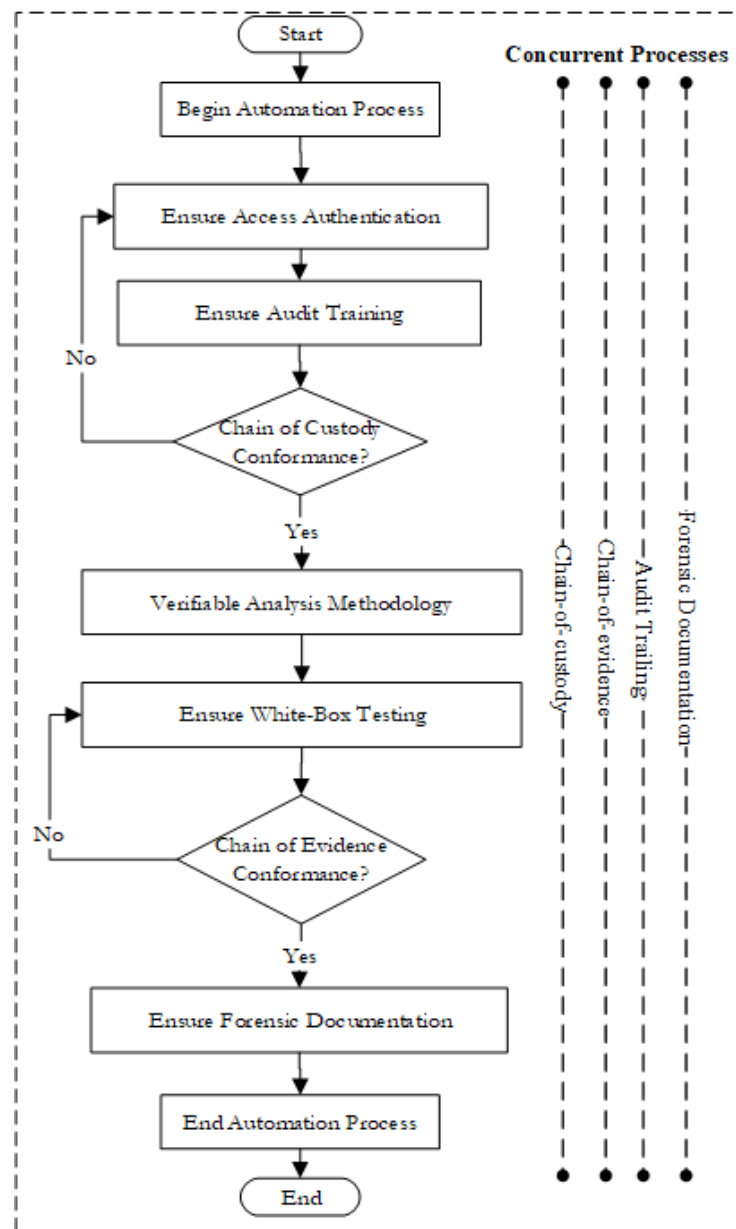 Start
Concurrent Processes
Begin Automation Process
Ensure Access Authentication
Ensure Audit Training
No
Chain of Custody
Conformance?
Yes
Verifiable Analysis Methodology
Ensure White-Box Testing
No
Chain of Evidence
Conformance?
Yes
Ensure Forensic Documentation
End Automation Process
End
Chain-of-custody
Chain-of-evidence
Audit Trailing
Forensic Documentation